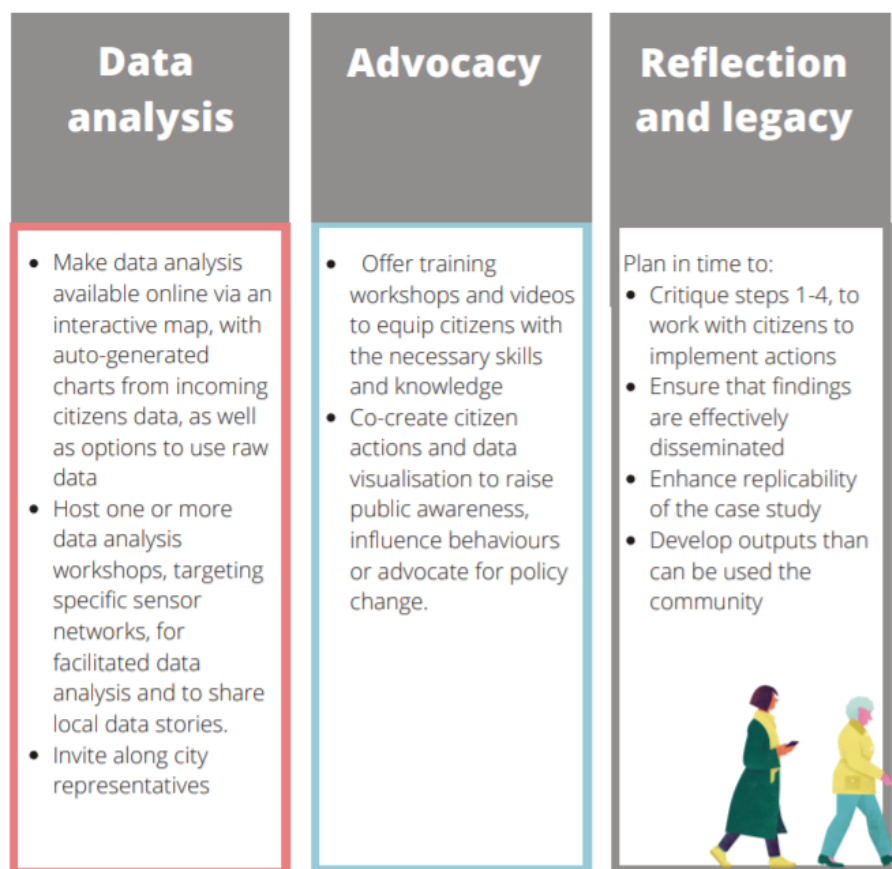 Data
analysis
• Make data analysis
available online via an
interactive map, with
auto-generated
charts from incoming
citizens data, as well
as options to use raw
data
• Host one or more
data analysis
workshops, targeting
specific sensor
networks, for
facilitated data
analysis and to share
local data stories.
• Invite along city
representatives
Advocacy
• Offer training
workshops and videos
to equip citizens with
the necessary skills
and knowledge
• Co-create citizen
actions and data
visualisation to raise
public awareness,
influence behaviours
or advocate for policy
change.
Reflection
and legacy
Plan in time to:
• Critique steps 1-4, to
work with citizens to
implement actions
• Ensure that findings
are effectively
disseminated
• Enhance replicability
of the case study
• Develop outputs than
can be used the
community